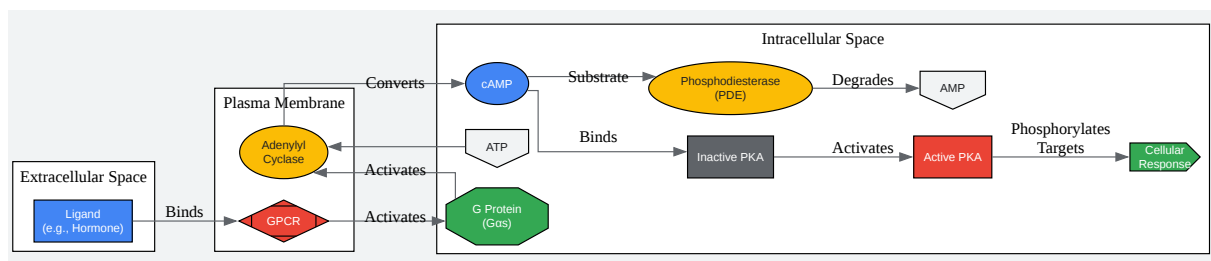 Extracellular Space
Ligand
(e.g., Hormone)
Binds
Plasma Membrane
Adenylyl
Cyclase
GPCR
Converts
Activates
Activates
Intracellular Space
cAMP
Substrate
Phosphodiesterase
(PDE)
Degrades
AMP
ATP
Binds
Inactive PKA
Activates
Active PKA
Phosphorylates
Targets
Cellular
Response
G Protein
(Gαs)